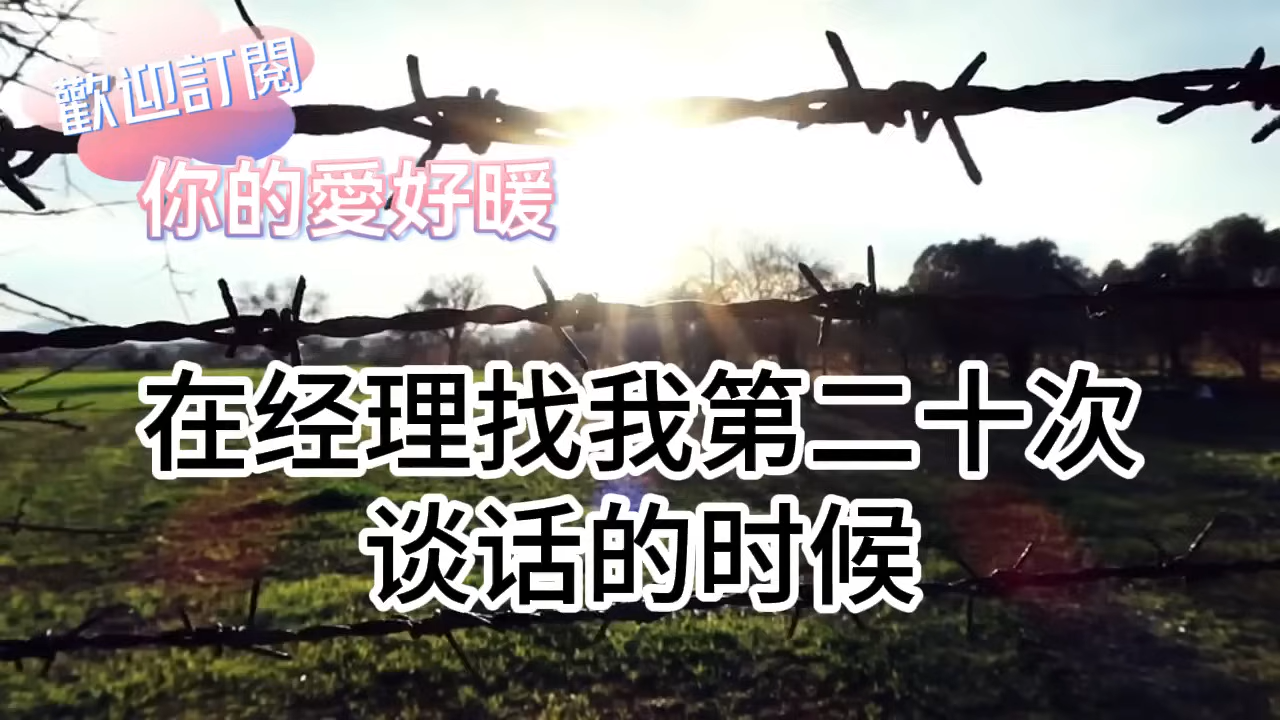 歡迎訂閱
你的愛好暖
在经理找我第二十次
谈话的时候